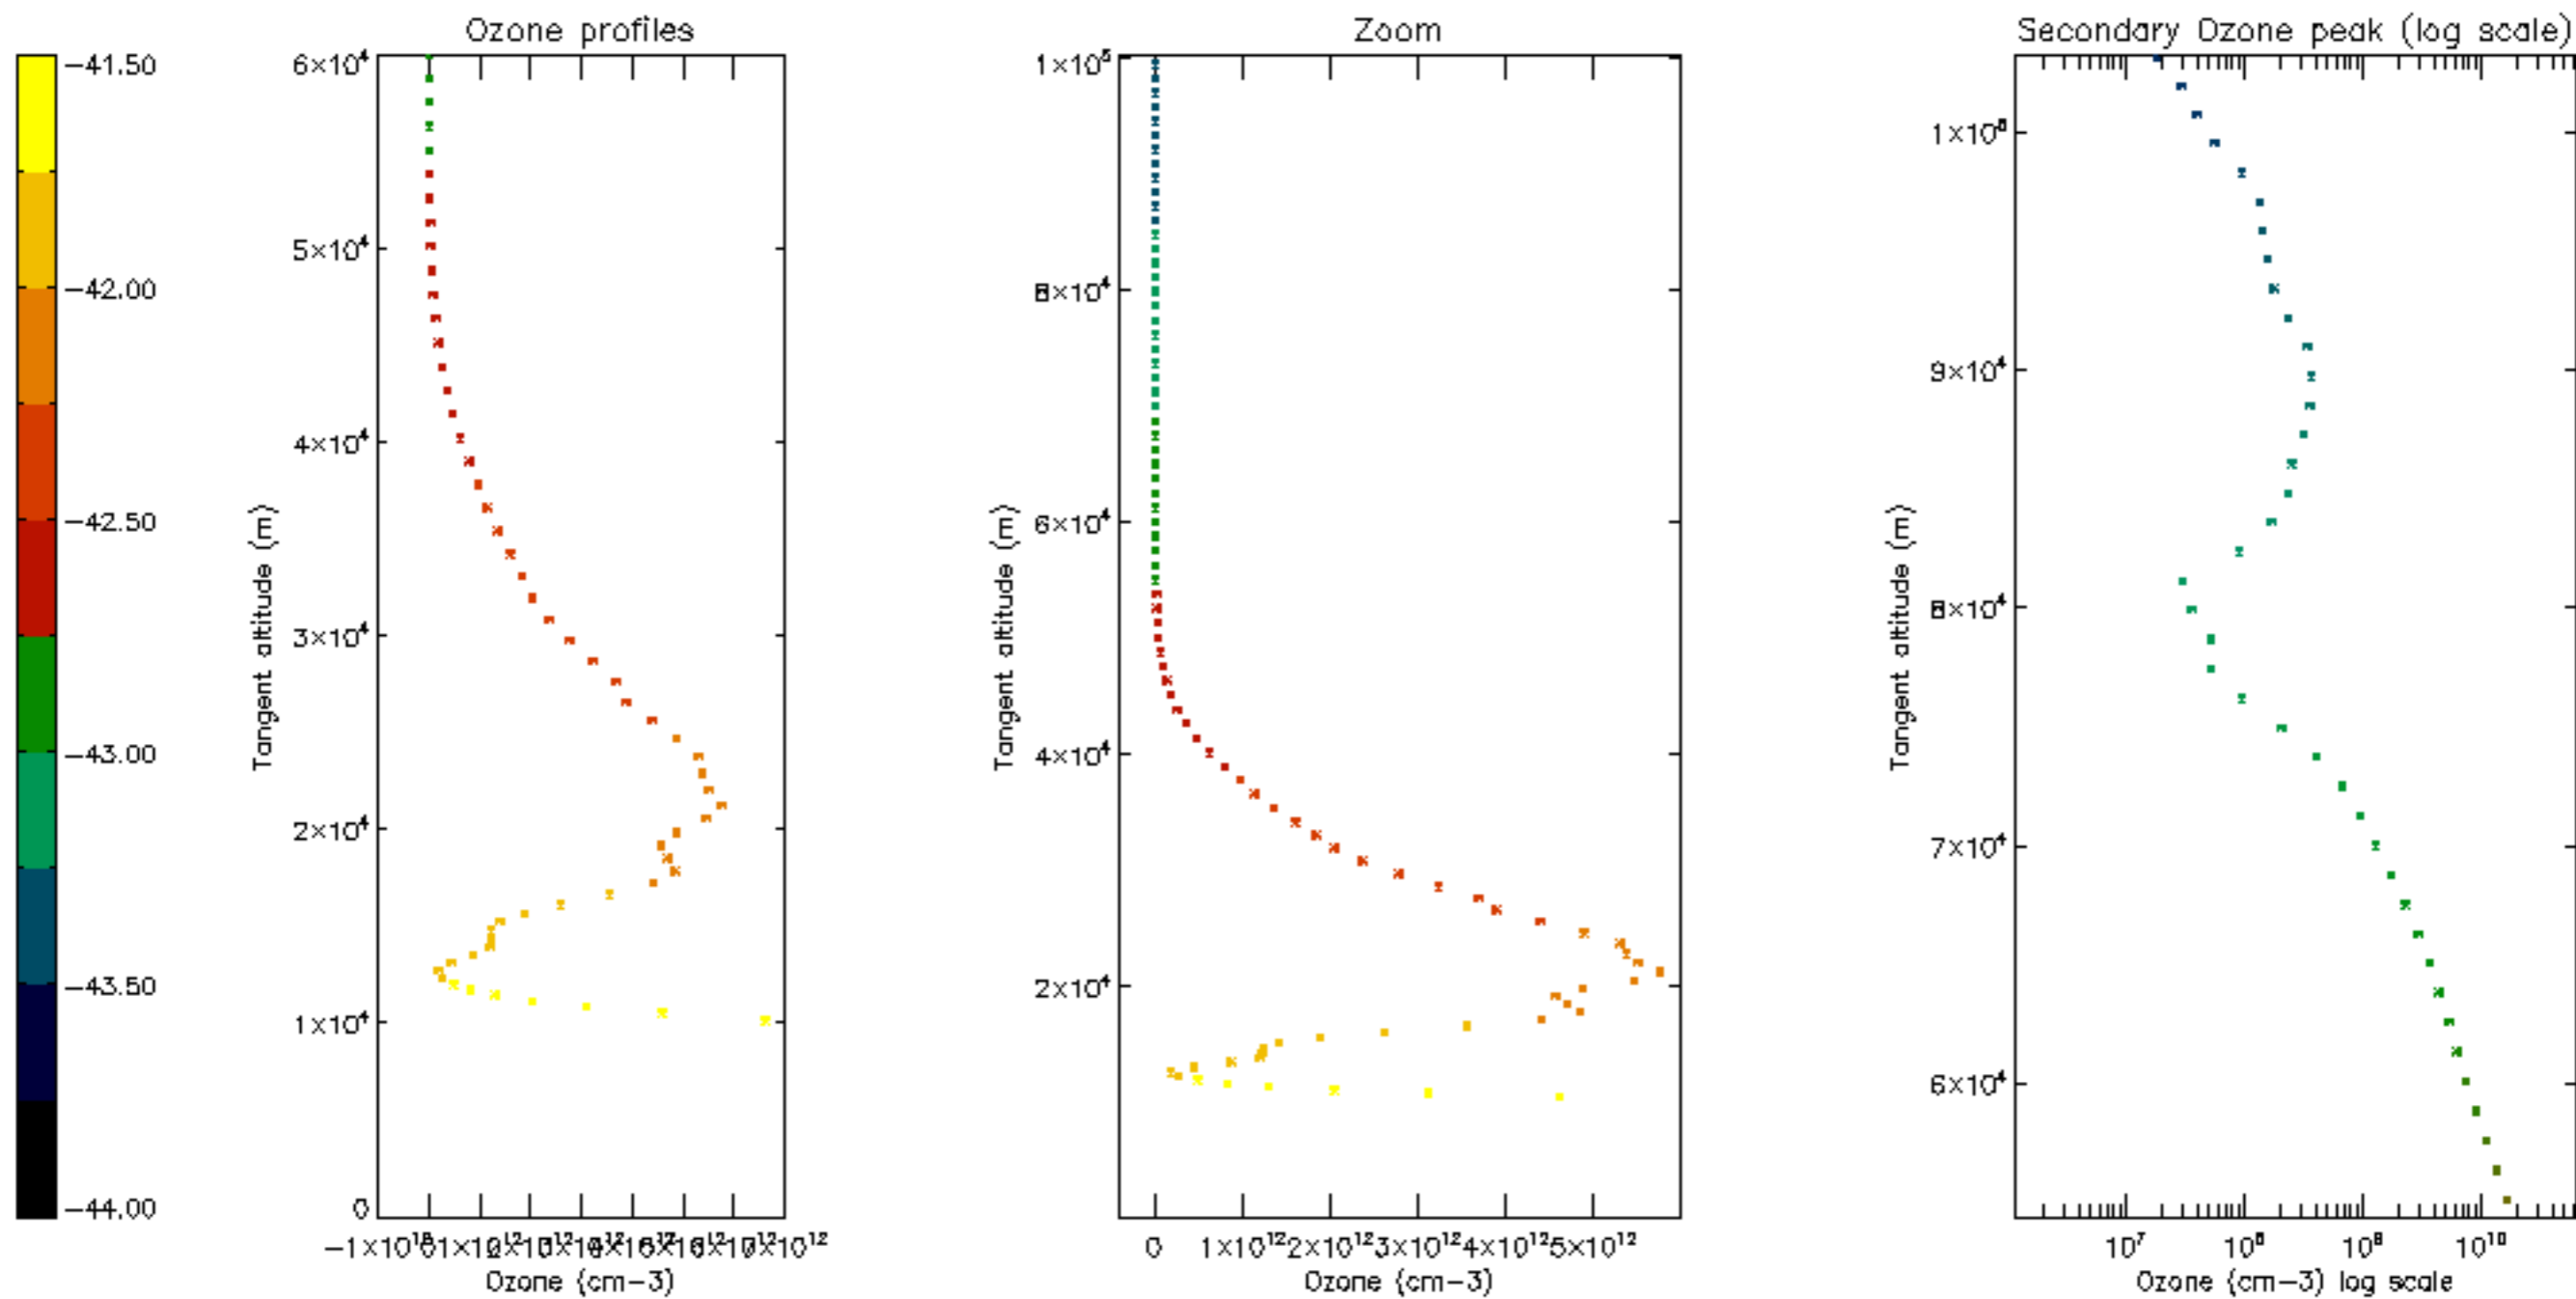 Ozone profiles
Zoom
Secondary Ozone peak (log scale)
−41.50
−42.00
−42.50
−43.00
−43.50
−44.00
6×10⁴
5×10⁴
4×10⁴
3×10⁴
2×10⁴
1×10⁴
0
Tangent altitude (m)
Ozone (cm−3)
1×10⁵
8×10⁴
6×10⁴
4×10⁴
2×10⁴
Tangent altitude (m)
0 1×10¹² 2×10¹² 3×10¹² 4×10¹² 5×10¹²
Ozone (cm−3)
9×10⁴
8×10⁴
7×10⁴
6×10⁴
Tangent altitude (m)
10⁷ 10⁸ 10⁹ 10¹⁰
Ozone (cm−3) log scale